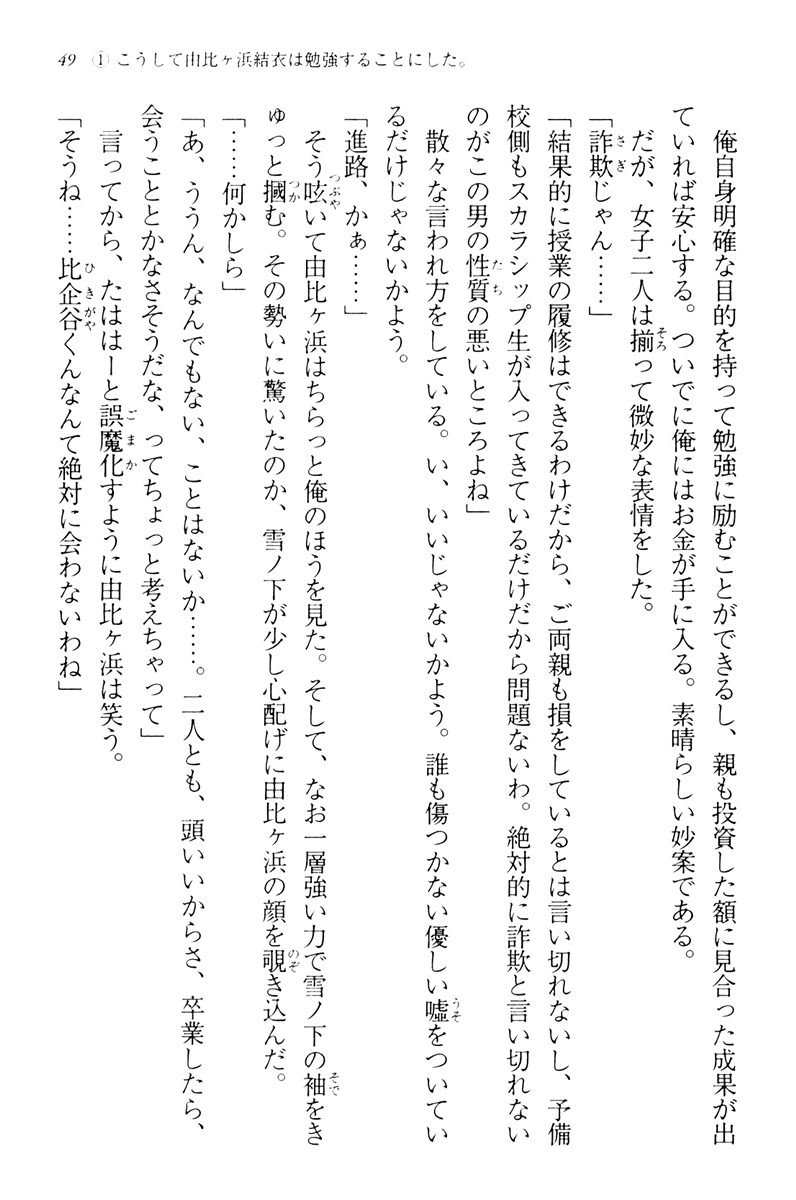 49　① こうして由比ヶ浜結衣は勉強することにした。
　俺自身明確な目的を持って勉強に励むことができるし、親も投資した額に見合った成果が出
ていれば安心する。ついでに俺にはお金が手に入る。素晴らしい妙案である。
　だが、女子二人は揃って微妙な表情をした。
「詐欺じゃん……」
「結果的に授業の履修はできるわけだから、ご両親も損をしているとは言い切れないし、予備
校側もスカラシップ生が入ってきているだけだから問題ないわ。絶対的に詐欺と言い切れない
のがこの男の性質の悪いところよね」
　散々な言われ方をしている。い、いいじゃないかよう。誰も傷つかない優しい嘘をついてい
るだけじゃないかよう。
「進路、かぁ……」
　そう呟いて由比ヶ浜はちらっと俺のほうを見た。そして、なお一層強い力で雪ノ下の袖をき
ゅっと摑む。その勢いに驚いたのか、雪ノ下が少し心配げに由比ヶ浜の顔を覗き込んだ。
「……何かしら」
「あ、ううん、なんでもない、ことはないか……。二人とも、頭いいからさ、卒業したら、
会うこととかなさそうだな、ってちょっと考えちゃって」
　言ってから、たははーと誤魔化すように由比ヶ浜は笑う。
「そうね……比企谷くんなんて絶対に会わないわね」